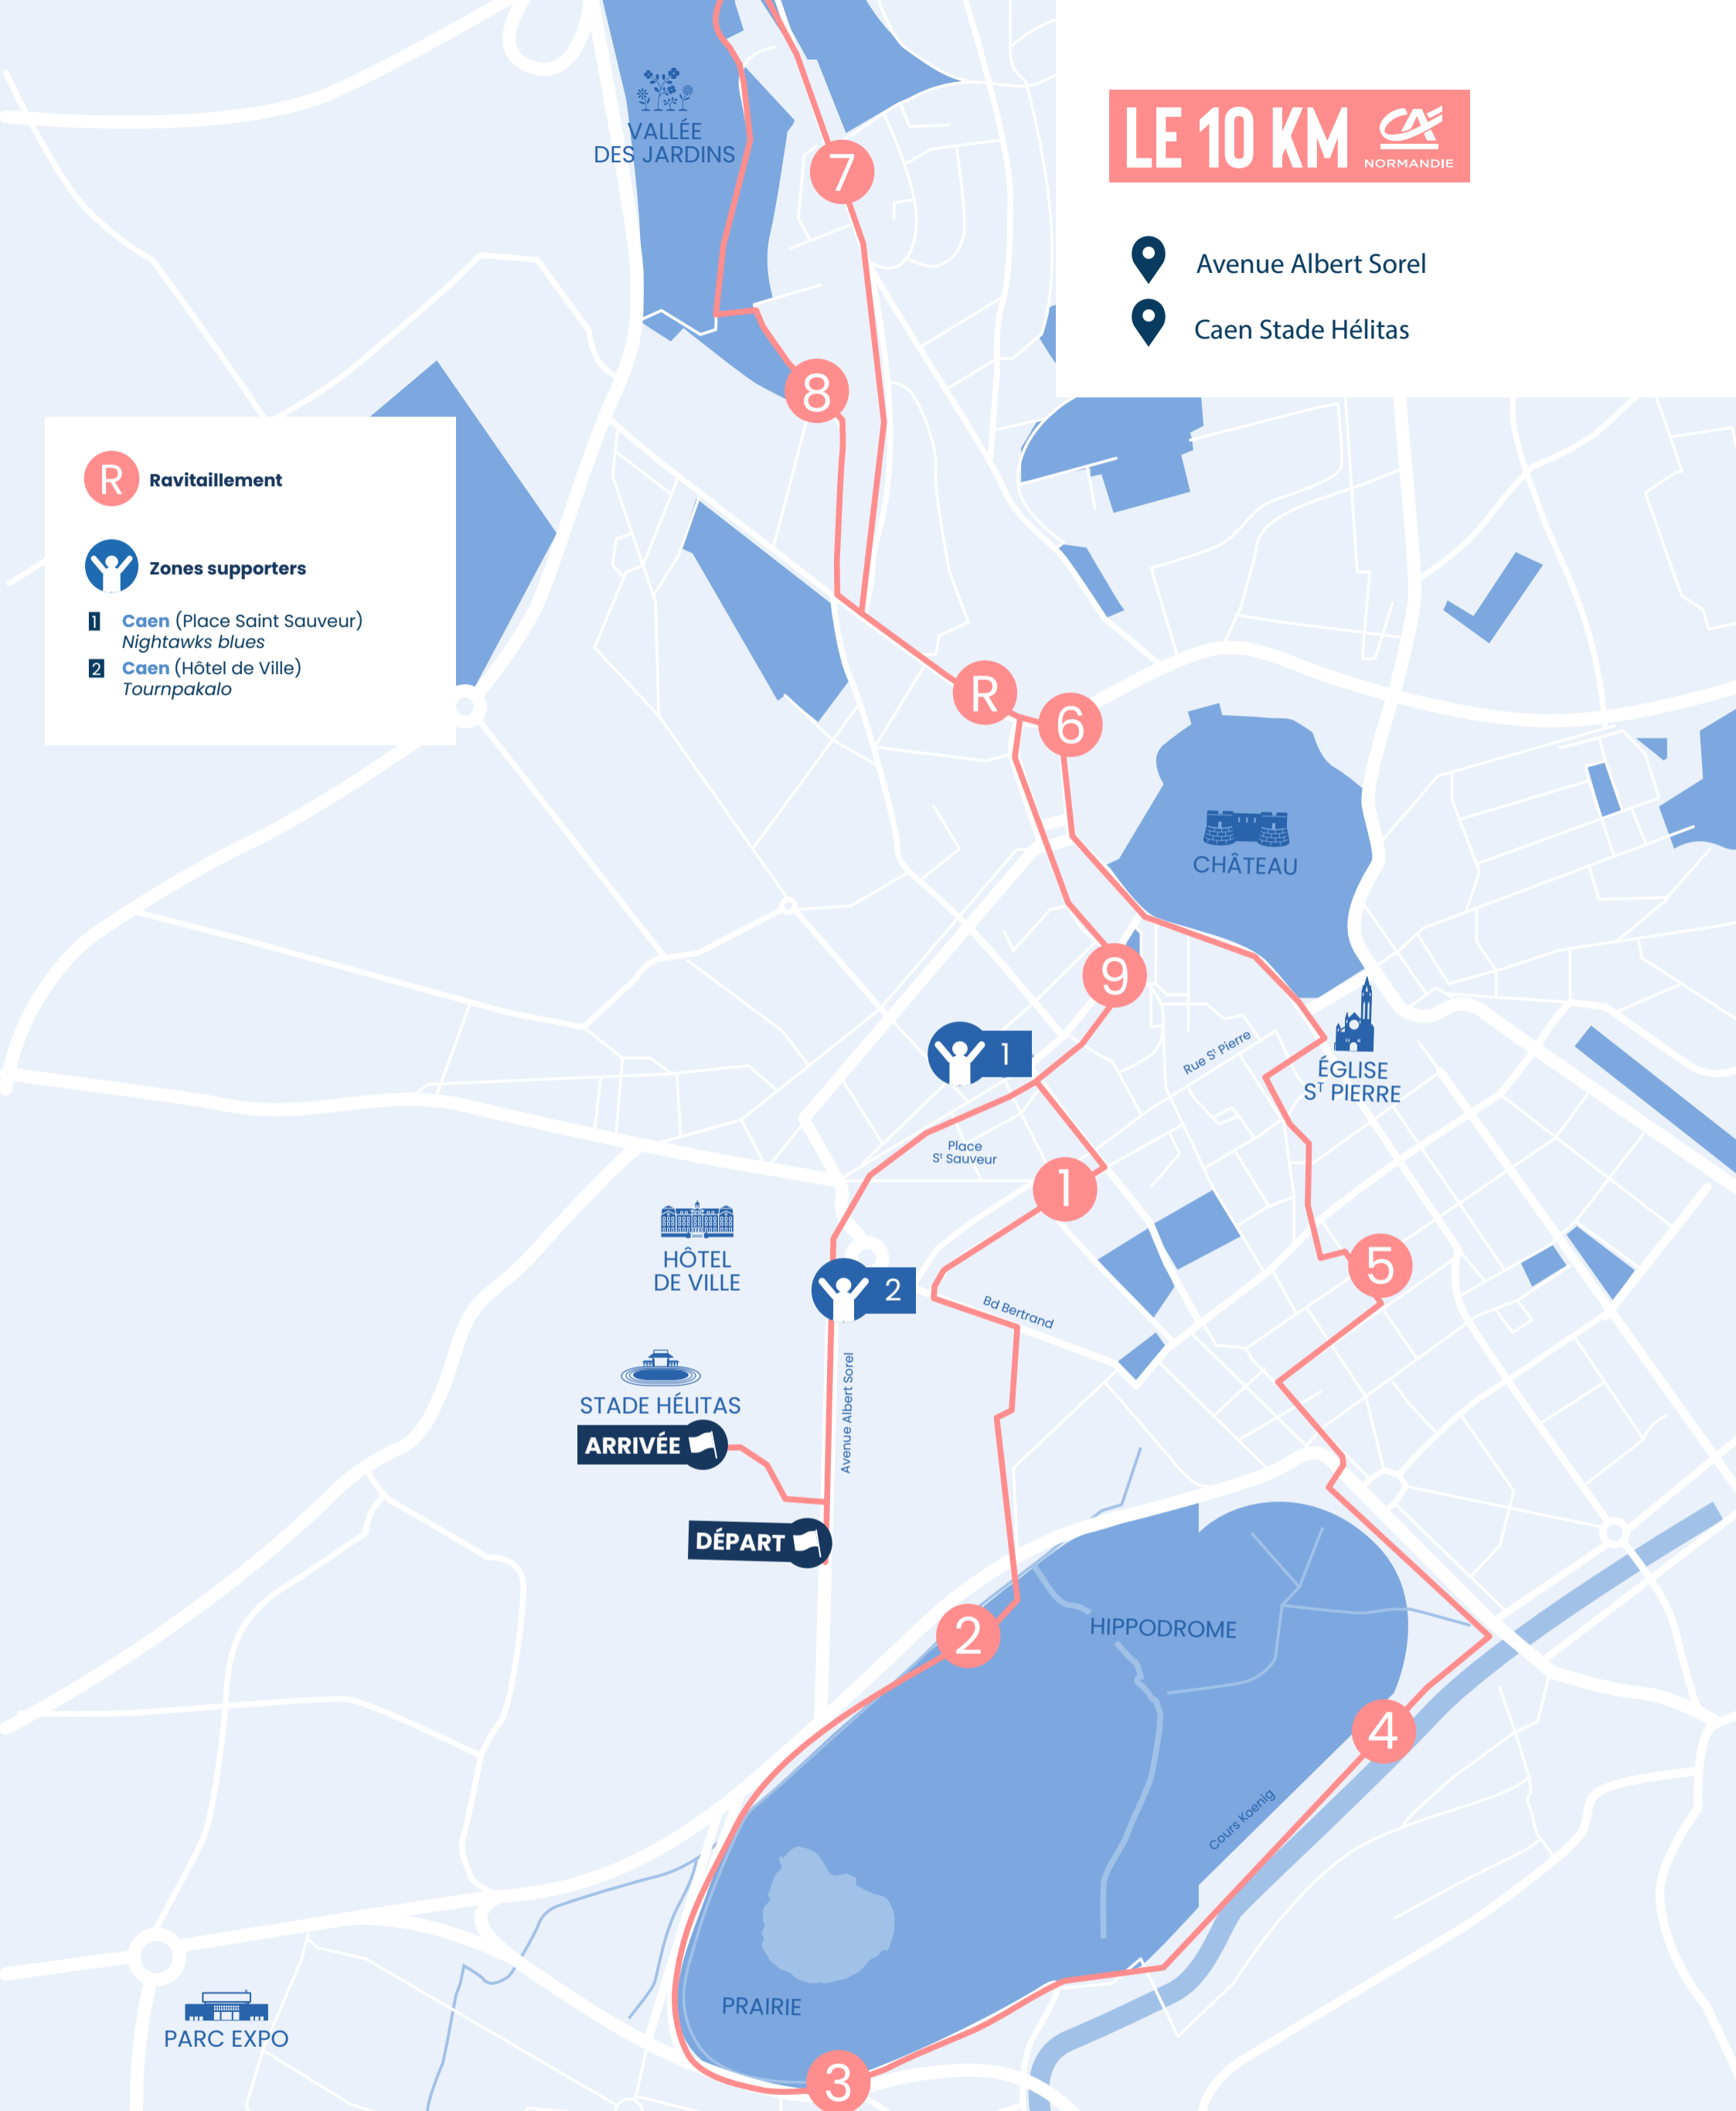 LE 10 KM
CA
NORMANDIE
Avenue Albert Sorel
Caen Stade Hélitas
VALLÉE
DES JARDINS
7
8
R Ravitaillement
Zones supporters
1 Caen (Place Saint Sauveur)
Nightawks blues
2 Caen (Hôtel de Ville)
Tournpakalo
R
6
CHÂTEAU
9
1
Rue Sᵗ Pierre
ÉGLISE
Sᵀ PIERRE
Place
Sᵗ Sauveur
1
HÔTEL
DE VILLE
2
5
Bd Bertrand
Avenue Albert Sorel
STADE HÉLITAS
ARRIVÉE
DÉPART
2
HIPPODROME
4
Cours Koenig
PRAIRIE
PARC EXPO
3